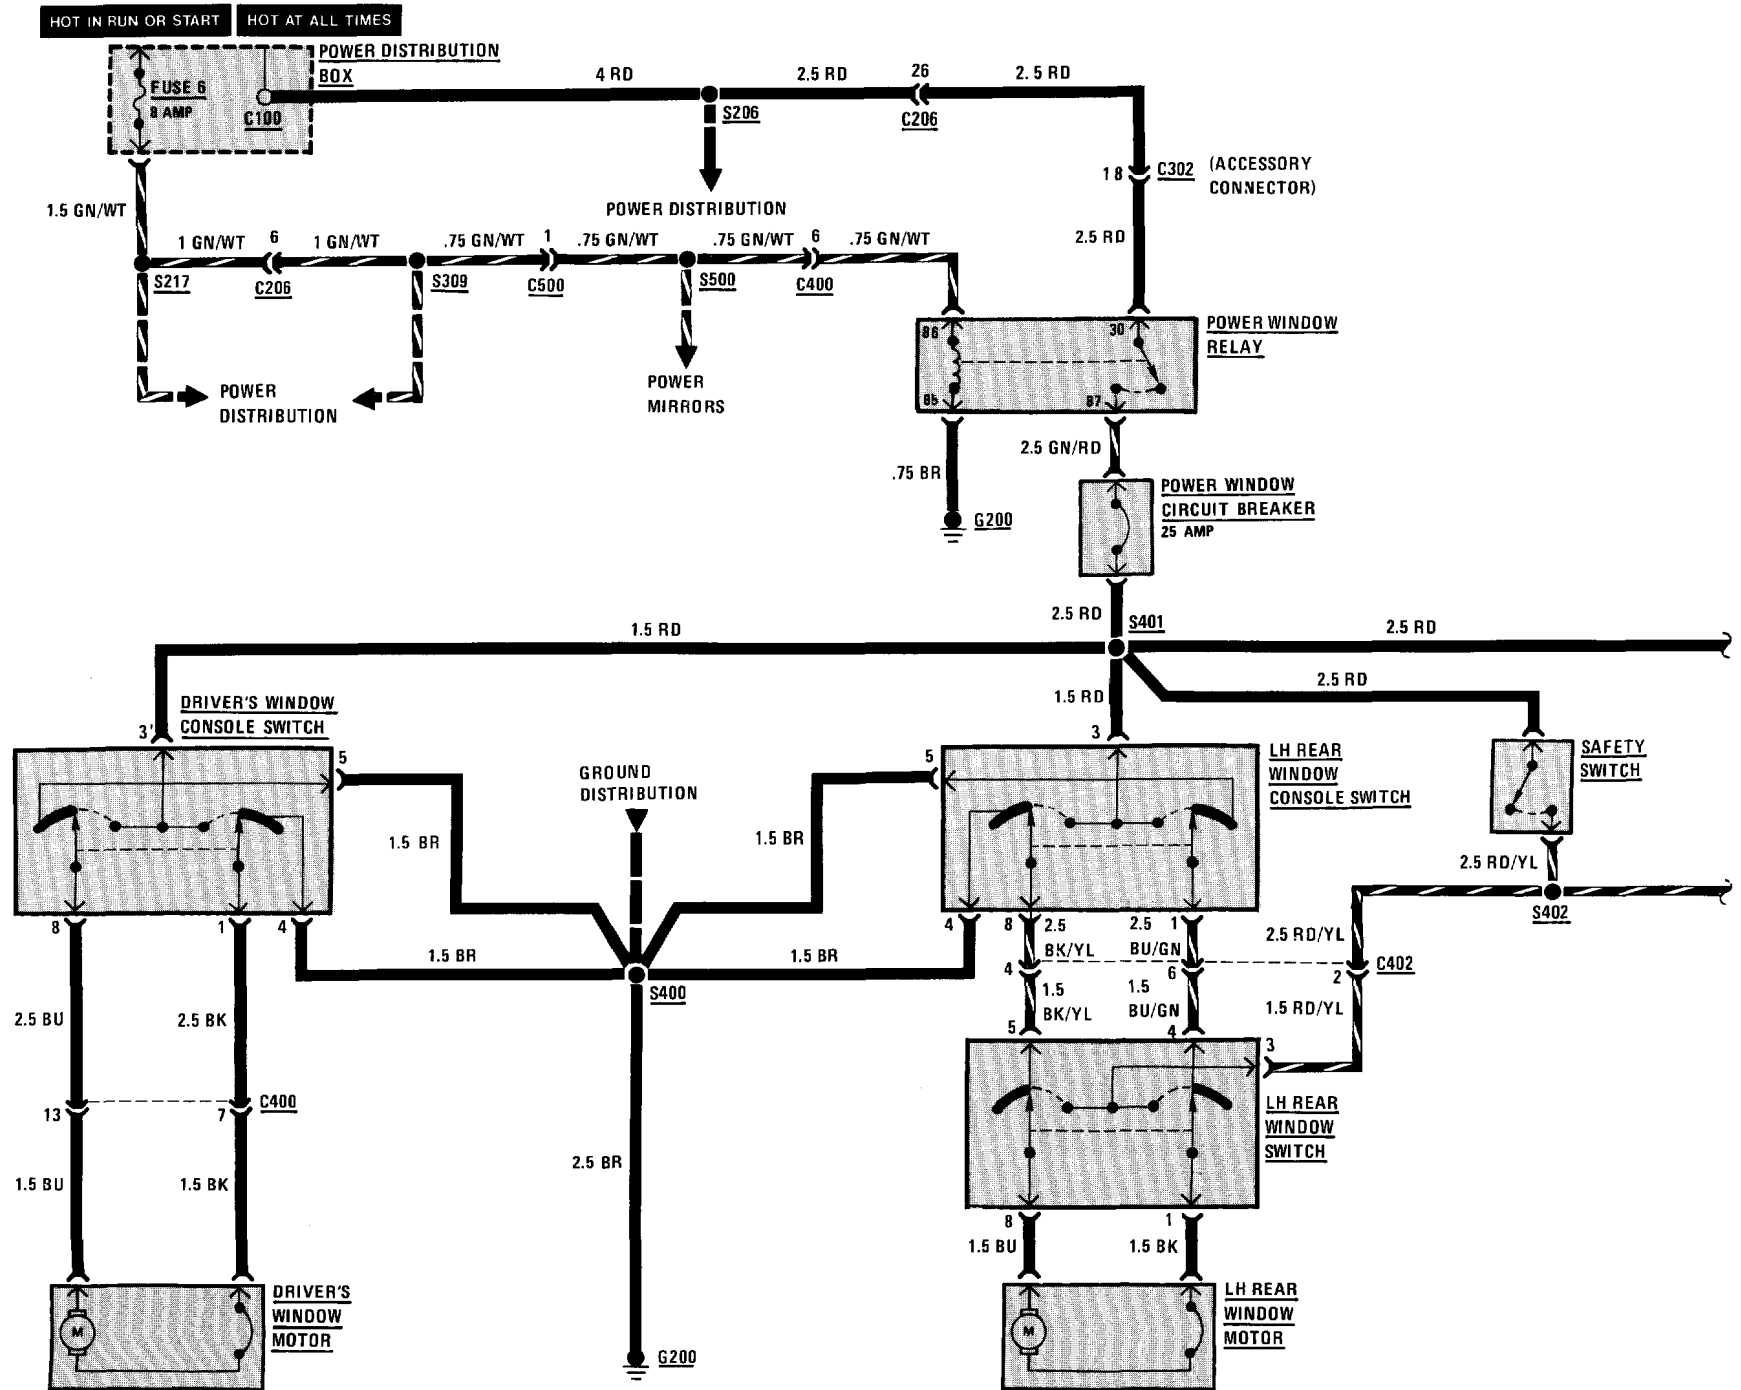 HOT IN RUN OR START
HOT AT ALL TIMES
POWER DISTRIBUTION
BOX
FUSE 6
8 AMP
C100
4 RD
S206
2.5 RD
26
C206
2.5 RD
POWER DISTRIBUTION
18
C302
(ACCESSORY
CONNECTOR)
2.5 RD
1.5 GN/WT
S217
1 GN/WT
6
C206
1 GN/WT
S309
.75 GN/WT
1
C500
.75 GN/WT
S500
.75 GN/WT
6
C400
.75 GN/WT
POWER
DISTRIBUTION
POWER
MIRRORS
86
30
85
87
POWER WINDOW
RELAY
.75 BR
G200
2.5 GN/RD
POWER WINDOW
CIRCUIT BREAKER
25 AMP
2.5 RD
S401
1.5 RD
2.5 RD
1.5 RD
2.5 RD
3'
DRIVER'S WINDOW
CONSOLE SWITCH
5
8
1
4
GROUND
DISTRIBUTION
1.5 BR
1.5 BR
1.5 BR
1.5 BR
S400
3
5
LH REAR
WINDOW
CONSOLE SWITCH
4
8
2.5
BK/YL
2.5
BU/GN
1
SAFETY
SWITCH
2.5 RD/YL
S402
2.5 RD/YL
C402
2
4
6
1.5
BK/YL
1.5
BU/GN
1.5 RD/YL
5
4
3
LH REAR
WINDOW
SWITCH
2.5 BU
2.5 BK
13
7
C400
1.5 BU
1.5 BK
2.5 BR
G200
8
1
1.5 BU
1.5 BK
M
DRIVER'S
WINDOW
MOTOR
M
LH REAR
WINDOW
MOTOR